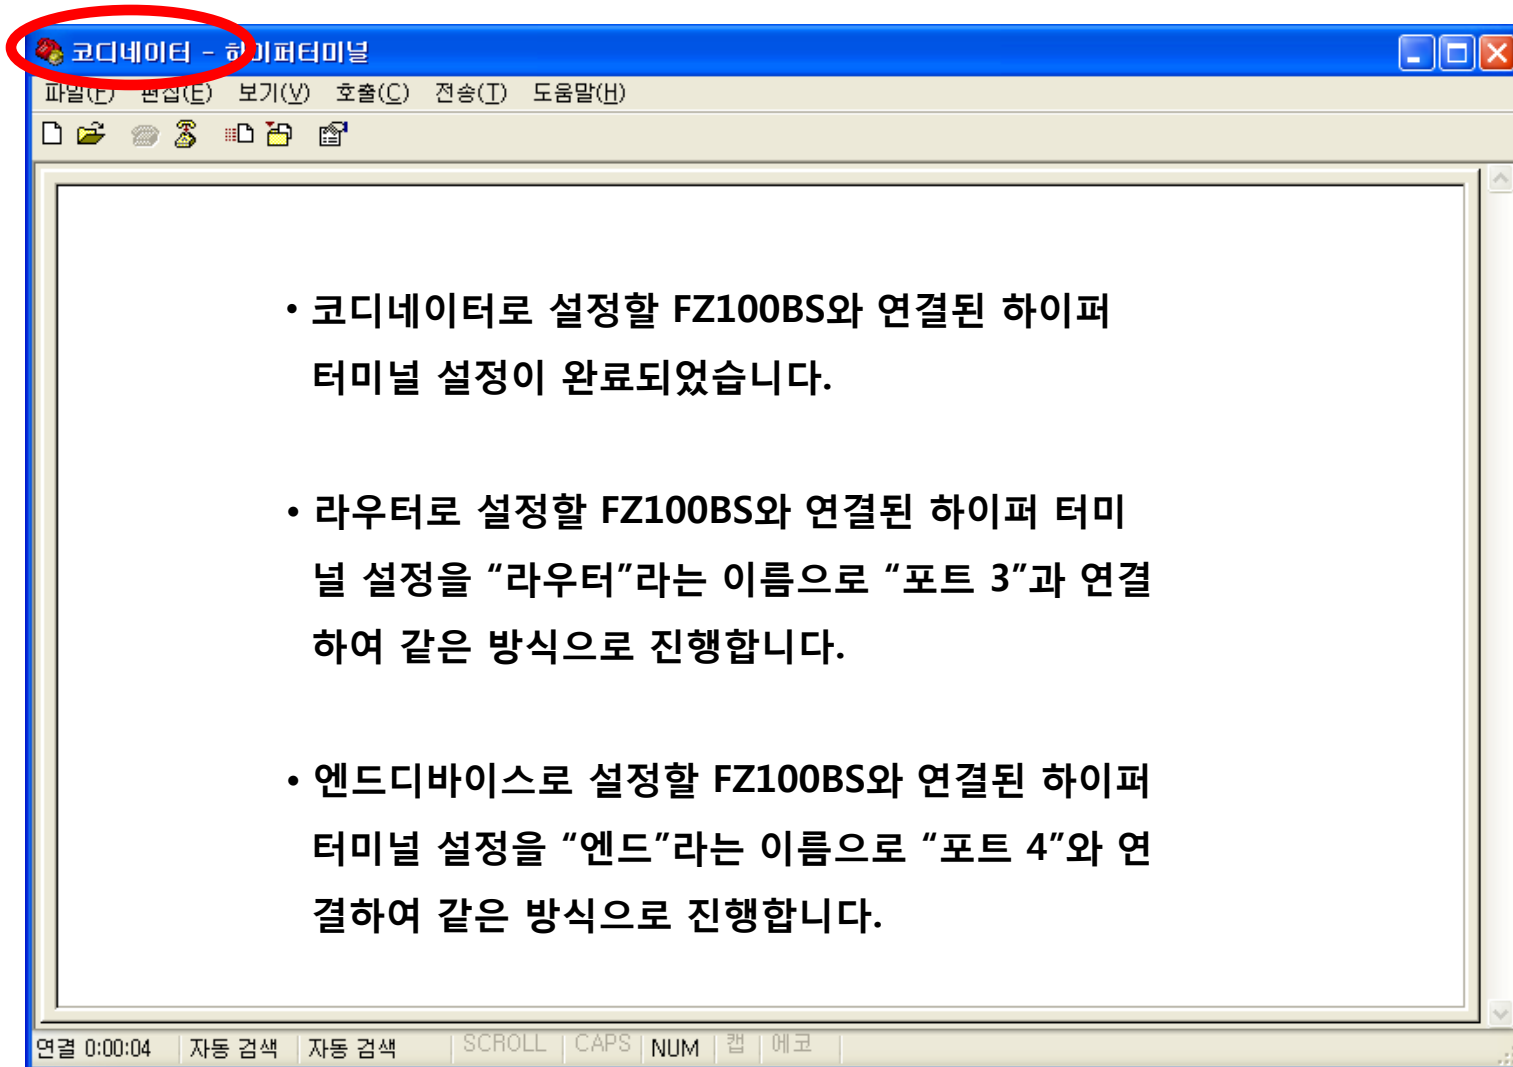 코디네이터 - 하이퍼터미널
파일(F) 편집(E) 보기(V) 호출(C) 전송(T) 도움말(H)
• 코디네이터로 설정할 FZ100BS와 연결된 하이퍼
터미널 설정이 완료되었습니다.
• 라우터로 설정할 FZ100BS와 연결된 하이퍼 터미
널 설정을 “라우터”라는 이름으로 “포트 3”과 연결
하여 같은 방식으로 진행합니다.
• 엔드디바이스로 설정할 FZ100BS와 연결된 하이퍼
터미널 설정을 “엔드”라는 이름으로 “포트 4”와 연
결하여 같은 방식으로 진행합니다.
연결 0:00:04 자동 검색 자동 검색 SCROLL CAPS NUM 캡 에코